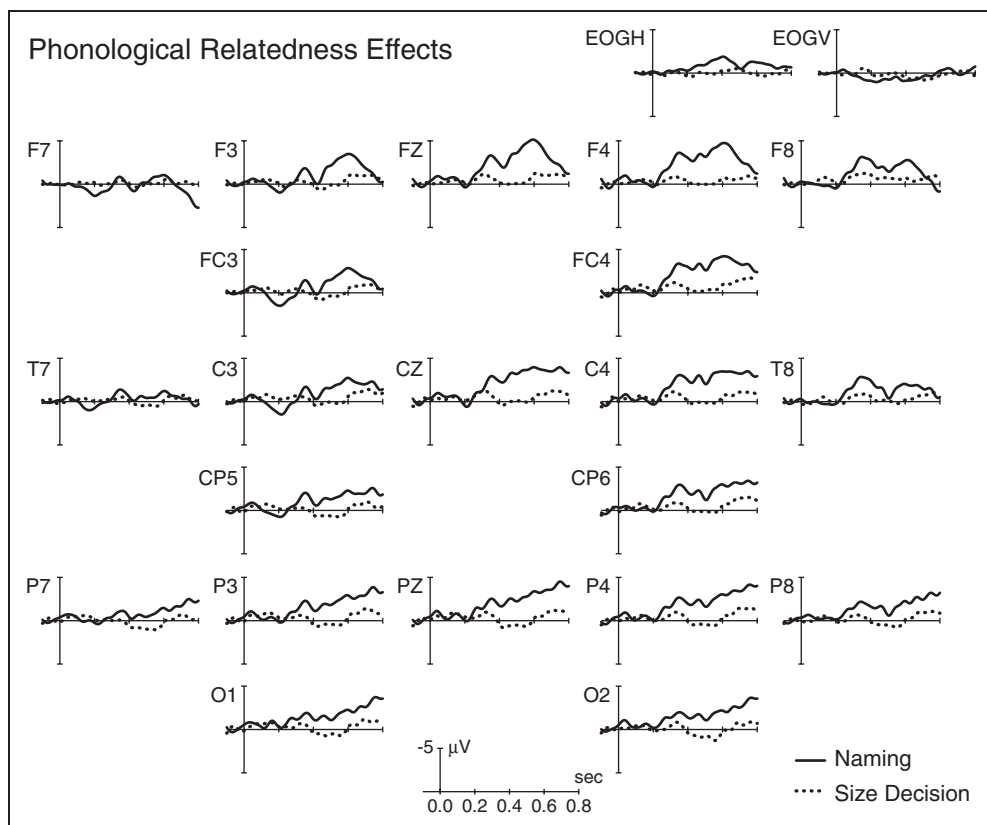 Phonological Relatedness Effects
EOGH EOGV
F7 F3 FZ F4 F8
FC3 FC4
T7 C3 CZ C4 T8
CP5 CP6
P7 P3 PZ P4 P8
O1 O2
-5 μV
sec
0.0 0.2 0.4 0.6 0.8
Naming
Size Decision